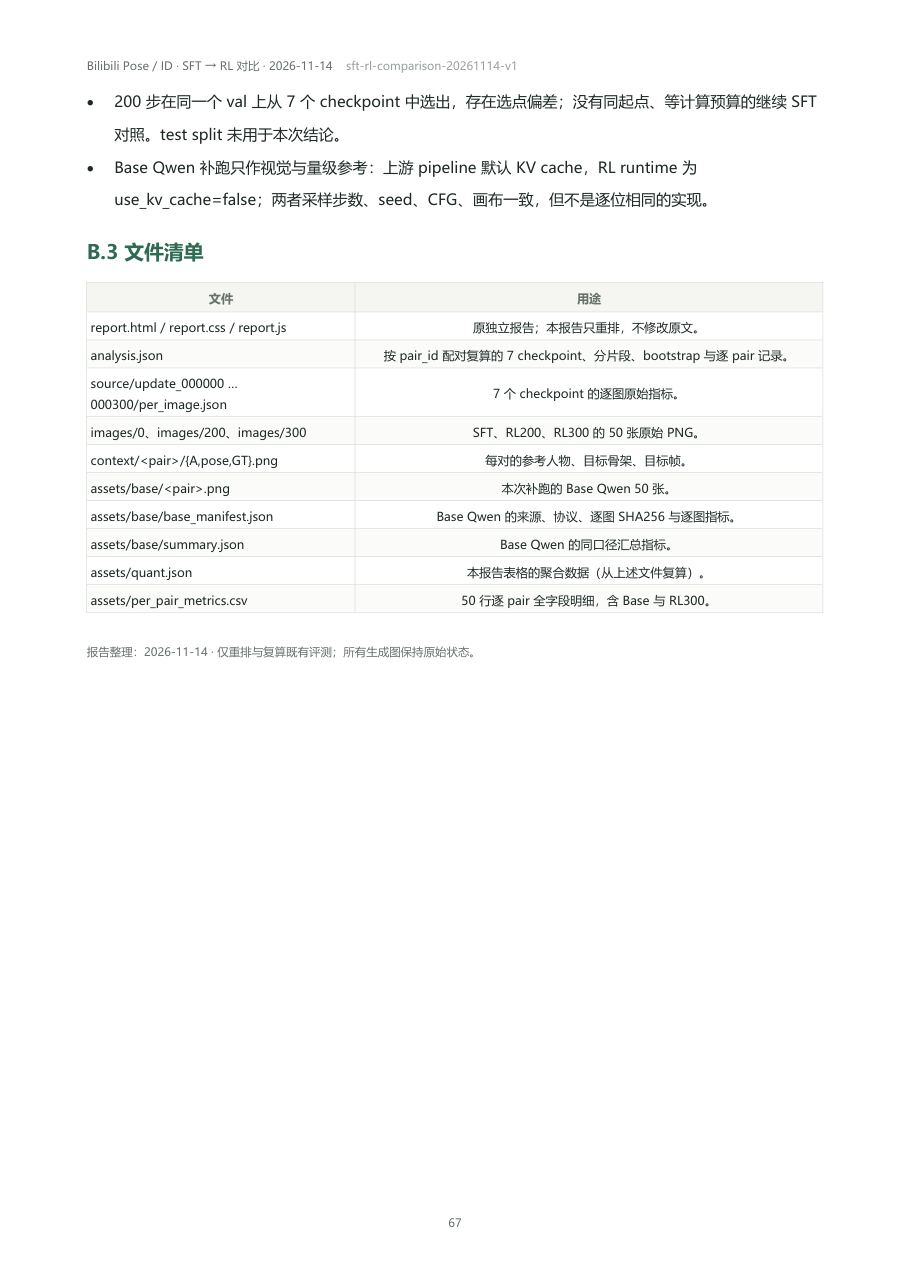 Bilibili Pose / ID · SFT → RL 对比 · 2026-11-14 sft-rl-comparison-20261114-v1
• 200 步在同一个 val 上从 7 个 checkpoint 中选出，存在选点偏差；没有同起点、等计算预算的继续 SFT
对照。test split 未用于本次结论。
• Base Qwen 补跑只作视觉与量级参考：上游 pipeline 默认 KV cache，RL runtime 为
use_kv_cache=false；两者采样步数、seed、CFG、画布一致，但不是逐位相同的实现。
B.3 文件清单
文件 用途
report.html / report.css / report.js 原独立报告；本报告只重排，不修改原文。
analysis.json 按 pair_id 配对复算的 7 checkpoint、分片段、bootstrap 与逐 pair 记录。
source/update_000000 …
000300/per_image.json 7 个 checkpoint 的逐图原始指标。
images/0、images/200、images/300 SFT、RL200、RL300 的 50 张原始 PNG。
context/<pair>/{A,pose,GT}.png 每对的参考人物、目标骨架、目标帧。
assets/base/<pair>.png 本次补跑的 Base Qwen 50 张。
assets/base/base_manifest.json Base Qwen 的来源、协议、逐图 SHA256 与逐图指标。
assets/base/summary.json Base Qwen 的同口径汇总指标。
assets/quant.json 本报告表格的聚合数据（从上述文件复算）。
assets/per_pair_metrics.csv 50 行逐 pair 全字段明细，含 Base 与 RL300。
报告整理：2026-11-14 · 仅重排与复算既有评测；所有生成图保持原始状态。
67